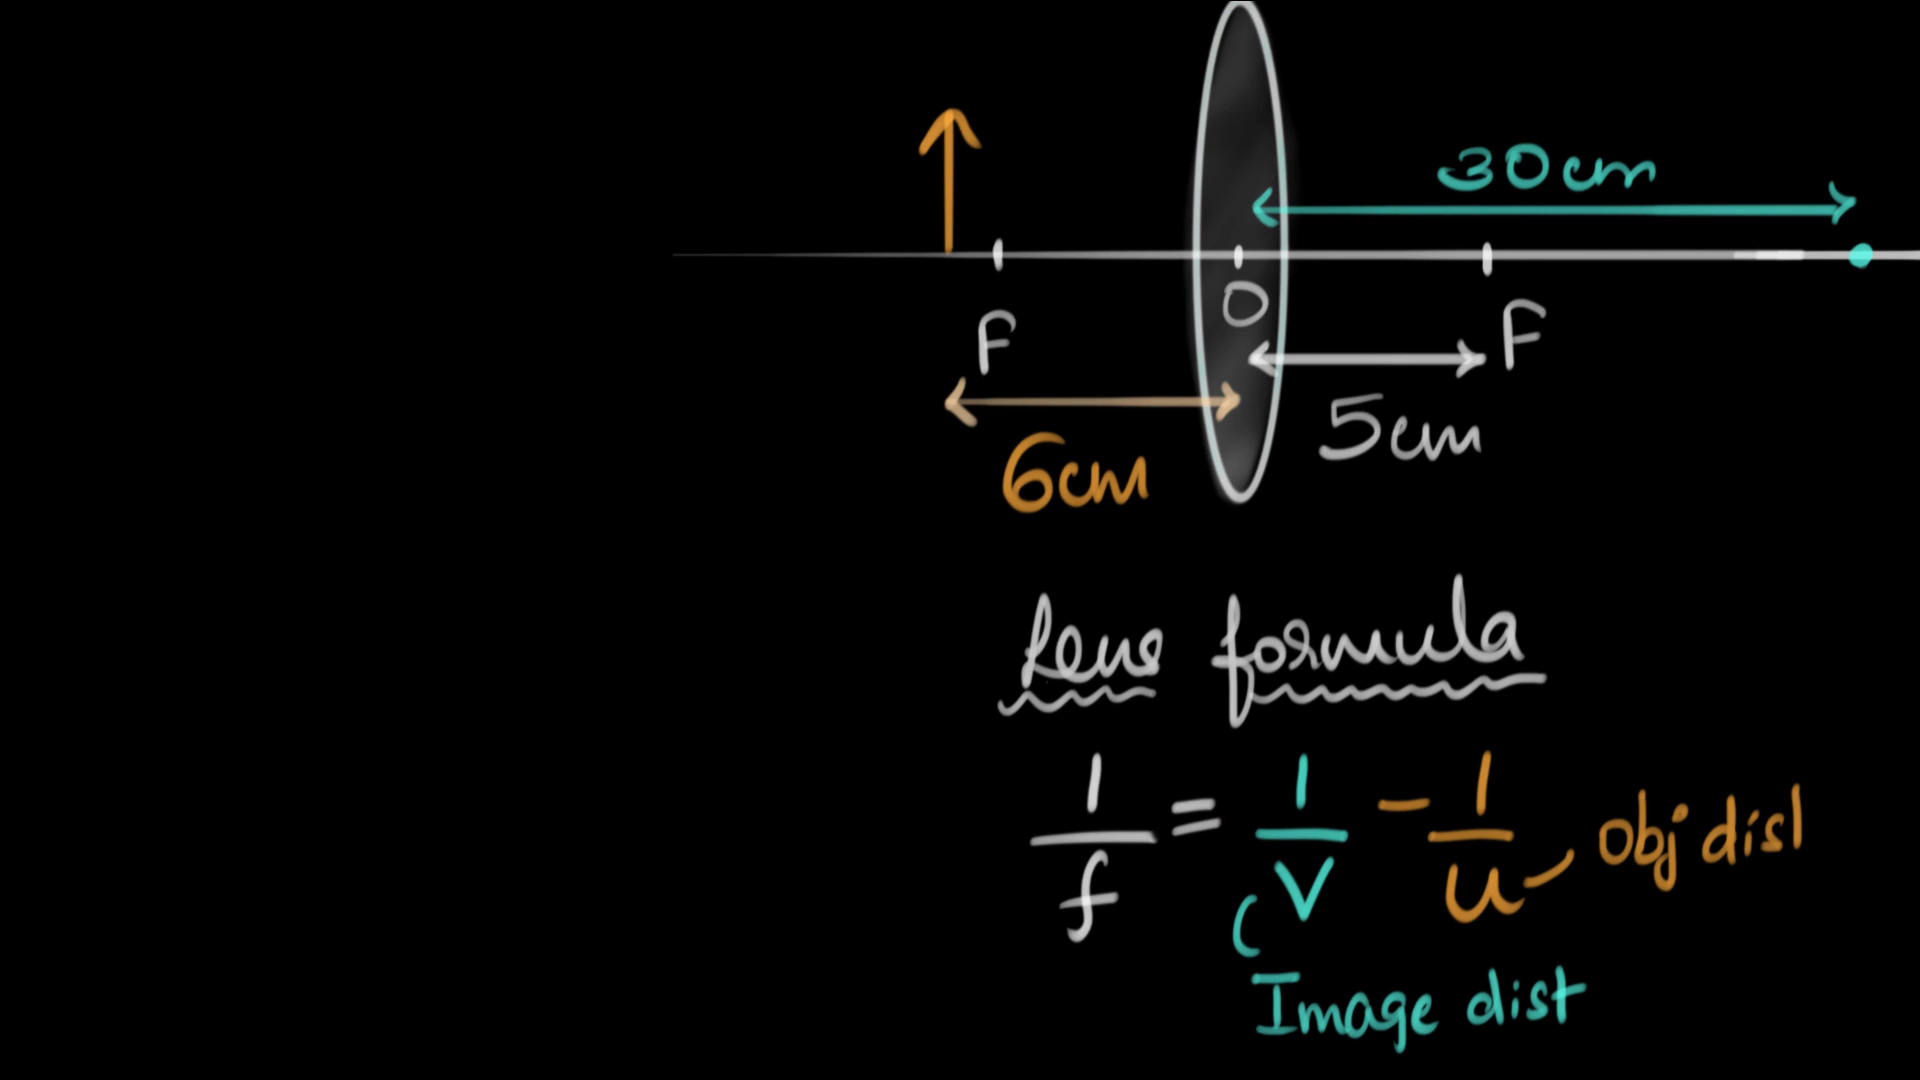 30cm
O
F
F
5cm
6cm
Lens formula
1/f = 1/v - 1/u
Obj dist
Image dist